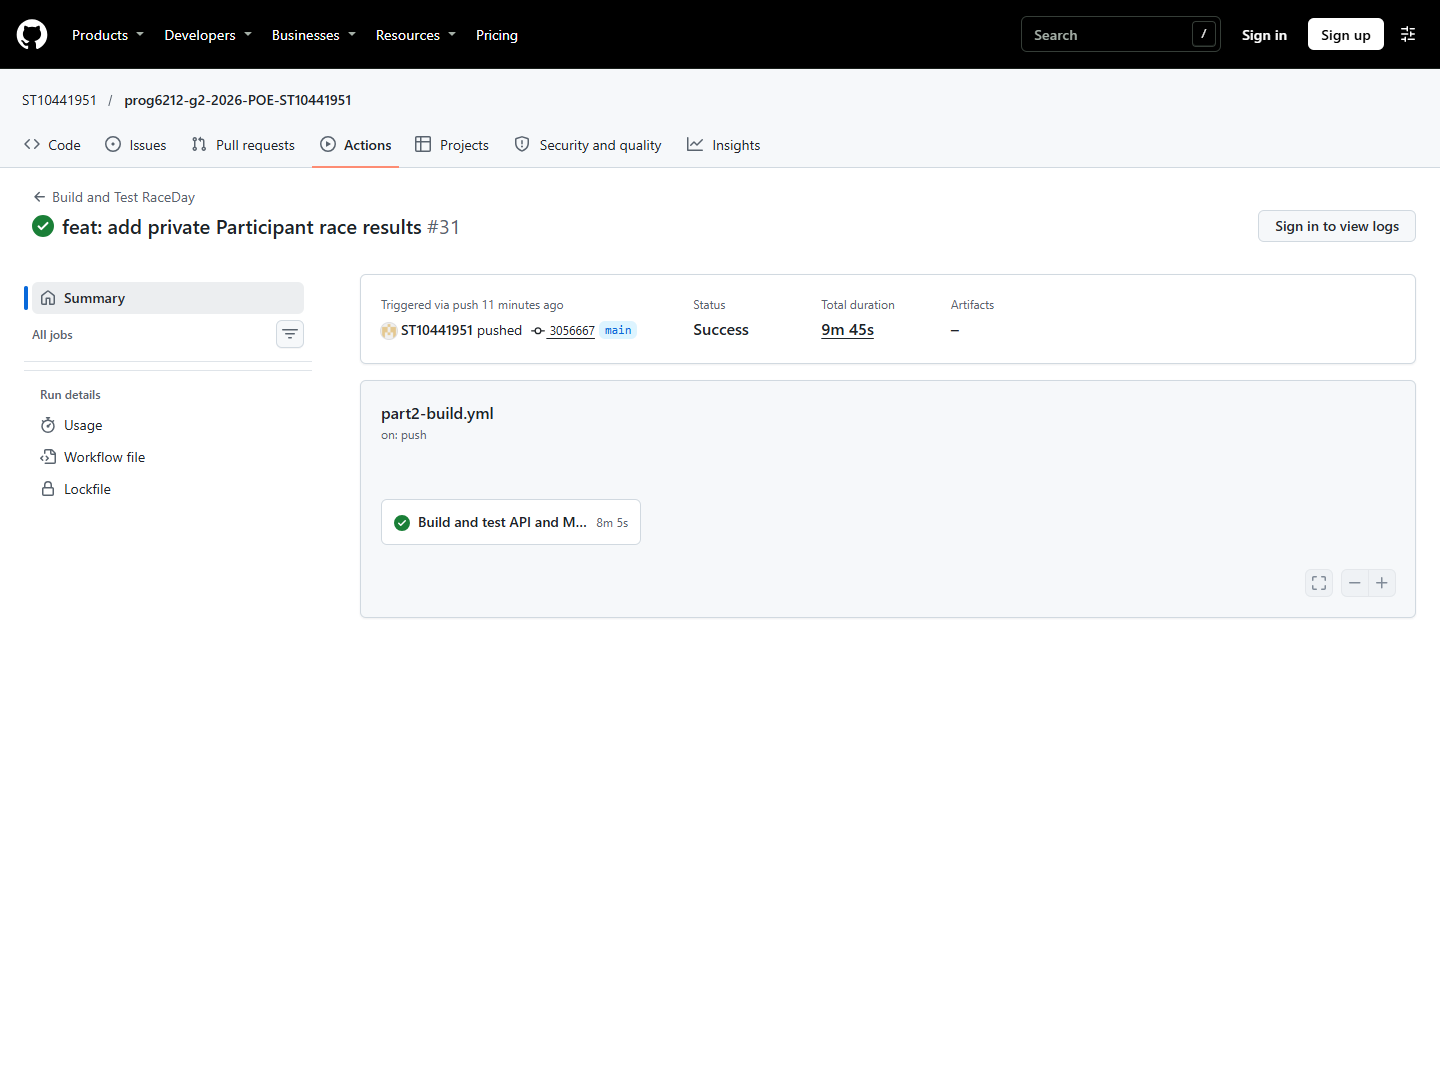 Products Developers Businesses Resources Pricing Search / Sign in Sign up
ST10441951 / prog6212-g2-2026-POE-ST10441951
Code Issues Pull requests Actions Projects Security and quality Insights
Build and Test RaceDay
feat: add private Participant race results #31
Sign in to view logs
Summary
All jobs
Run details
Usage
Workflow file
Lockfile
Triggered via push 11 minutes ago
ST10441951 pushed 3056667 main
Status
Success
Total duration
9m 45s
Artifacts
–
part2-build.yml
on: push
Build and test API and M... 8m 5s